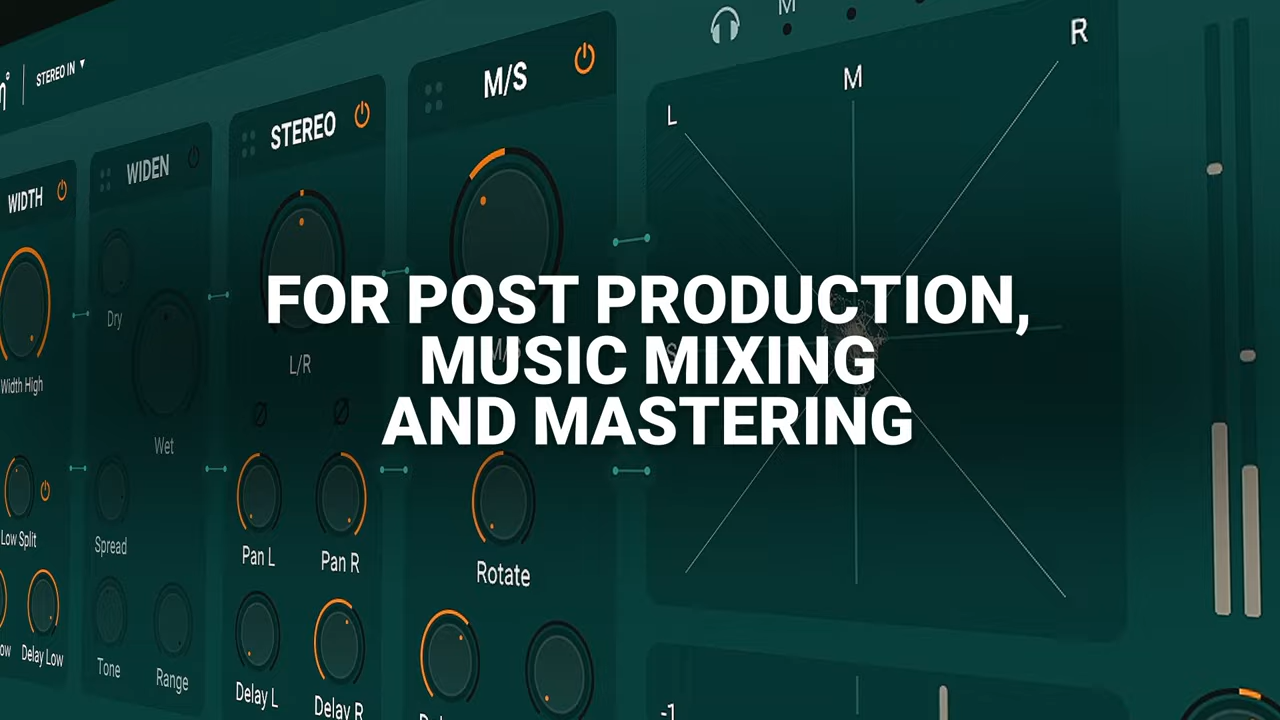 STEREO IN
M
R
M
L
M/S
STEREO
WIDEN
WIDTH
FOR POST PRODUCTION,
MUSIC MIXING
AND MASTERING
Dry
L/R
Width High
Wet
Low Split
Spread
Pan L
Pan R
Rotate
Delay Low
Tone
Range
Delay L
Delay R
-1